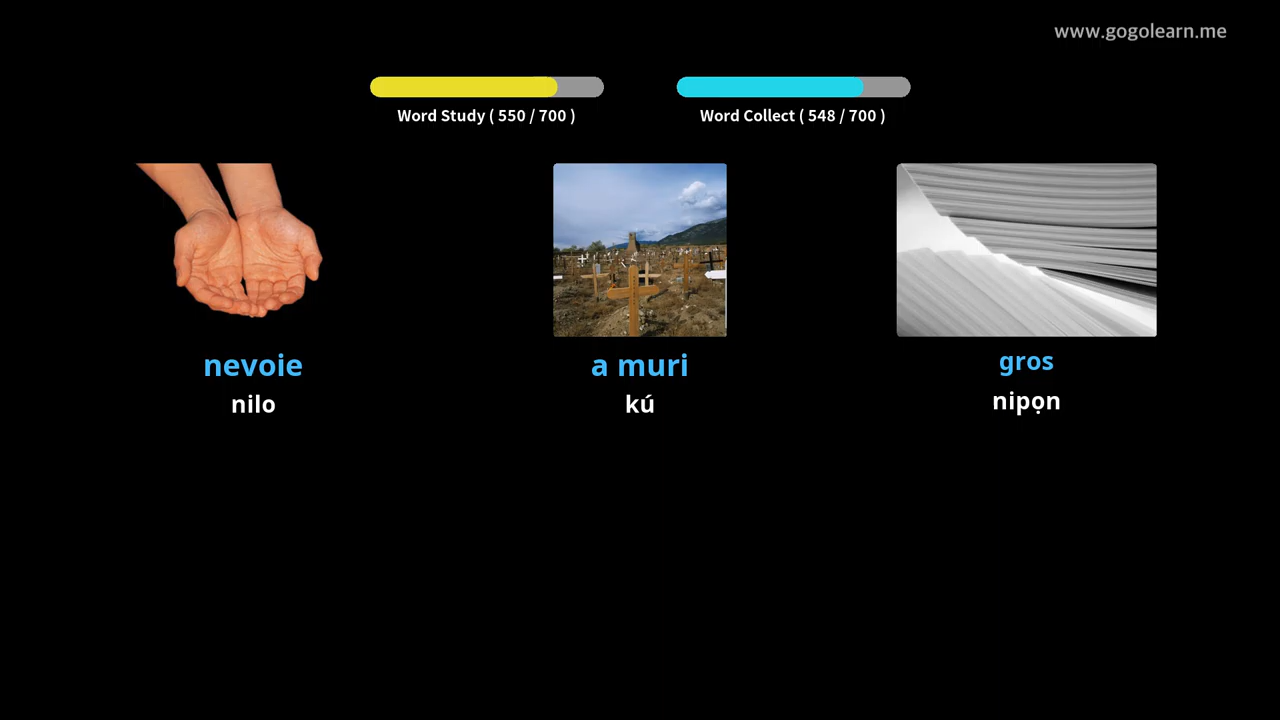 www.gogolearn.me
Word Study ( 550 / 700 )
Word Collect ( 548 / 700 )
nevoie
nilo
a muri
kú
gros
nipọn